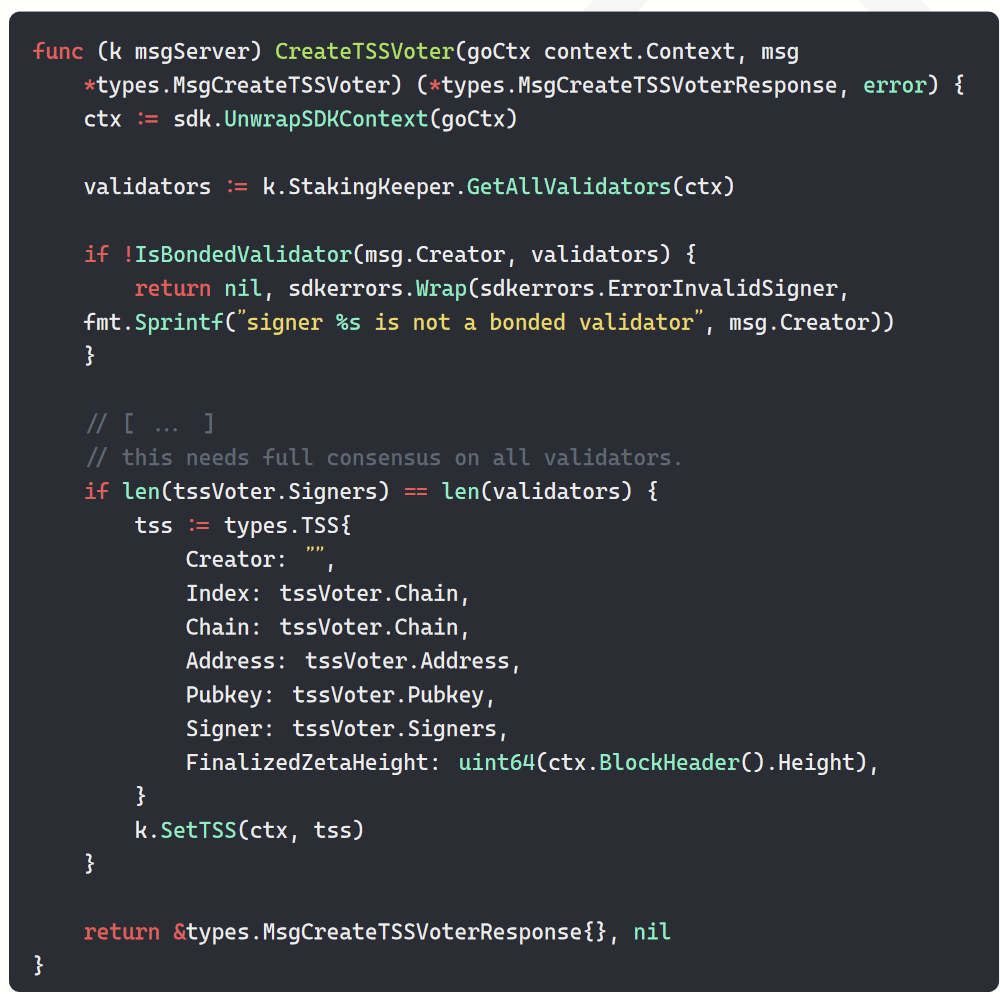 func (k msgServer) CreateTSSVoter(goCtx context.Context, msg
    *types.MsgCreateTSSVoter) (*types.MsgCreateTSSVoterResponse, error) {
    ctx := sdk.UnwrapSDKContext(goCtx)

    validators := k.StakingKeeper.GetAllValidators(ctx)

    if !IsBondedValidator(msg.Creator, validators) {
        return nil, sdkerrors.Wrap(sdkerrors.ErrorInvalidSigner,
    fmt.Sprintf("signer %s is not a bonded validator", msg.Creator))
    }

    // [ ... ]
    // this needs full consensus on all validators.
    if len(tssVoter.Signers) == len(validators) {
        tss := types.TSS{
            Creator: "",
            Index: tssVoter.Chain,
            Chain: tssVoter.Chain,
            Address: tssVoter.Address,
            Pubkey: tssVoter.Pubkey,
            Signer: tssVoter.Signers,
            FinalizedZetaHeight: uint64(ctx.BlockHeader().Height),
        }
        k.SetTSS(ctx, tss)
    }

    return &types.MsgCreateTSSVoterResponse{}, nil
}